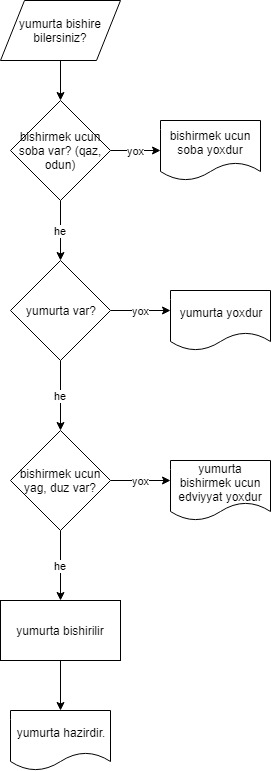 yumurta bishire
bilersiniz?
bishirmek ucun
soba var? (qaz,
odun)
yox
bishirmek ucun
soba yoxdur
he
yumurta var?
yox
yumurta yoxdur
he
bishirmek ucun
yag, duz var?
yox
yumurta
bishirmek ucun
edviyyat yoxdur
he
yumurta bishirilir
yumurta hazirdir.